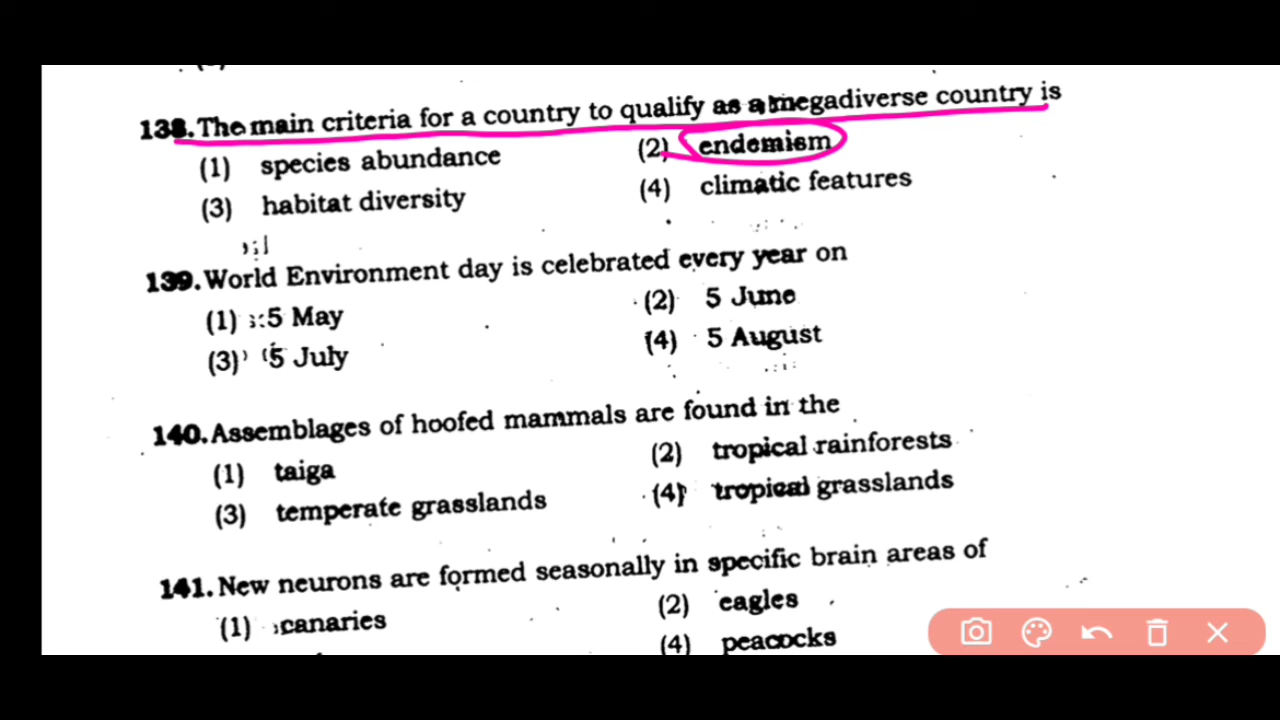 138. The main criteria for a country to qualify as a megadiverse country is
(1) species abundance (2) endemism
(3) habitat diversity (4) climatic features
139. World Environment day is celebrated every year on
(1) 5 May (2) 5 June
(3) 5 July (4) 5 August
140. Assemblages of hoofed mammals are found in the
(1) taiga (2) tropical rainforests
(3) temperate grasslands (4) tropical grasslands
141. New neurons are formed seasonally in specific brain areas of
(1) canaries (2) eagles
(4) peacocks